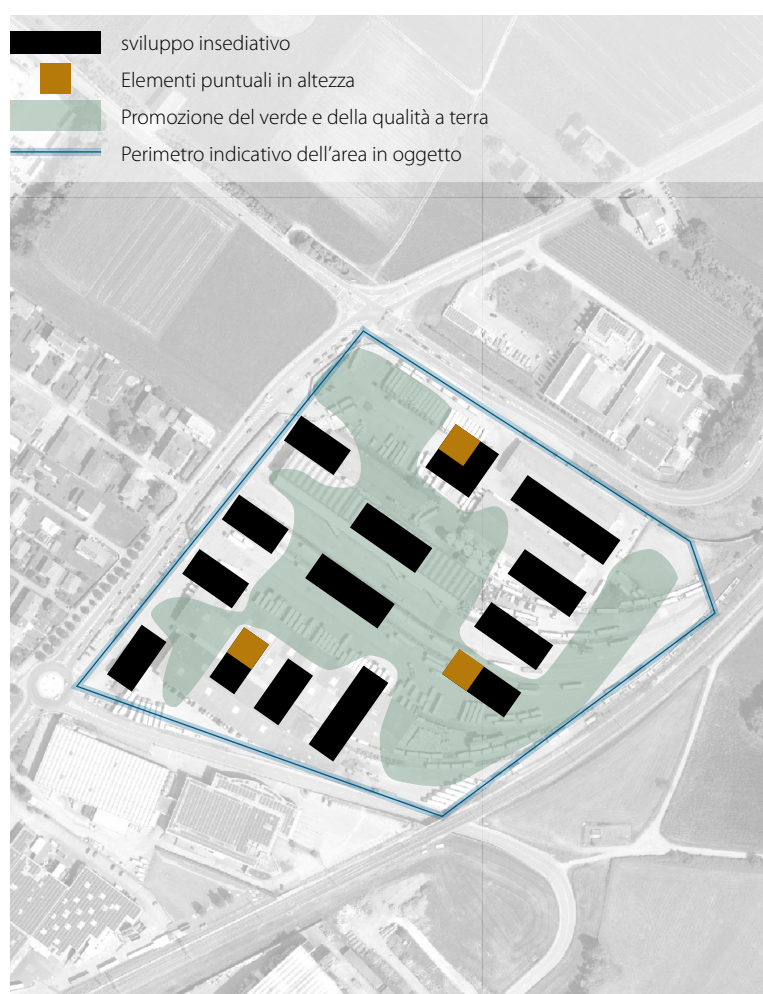 sviluppo insediativo
Elementi puntuali in altezza
Promozione del verde e della qualità a terra
Perimetro indicativo dell'area in oggetto